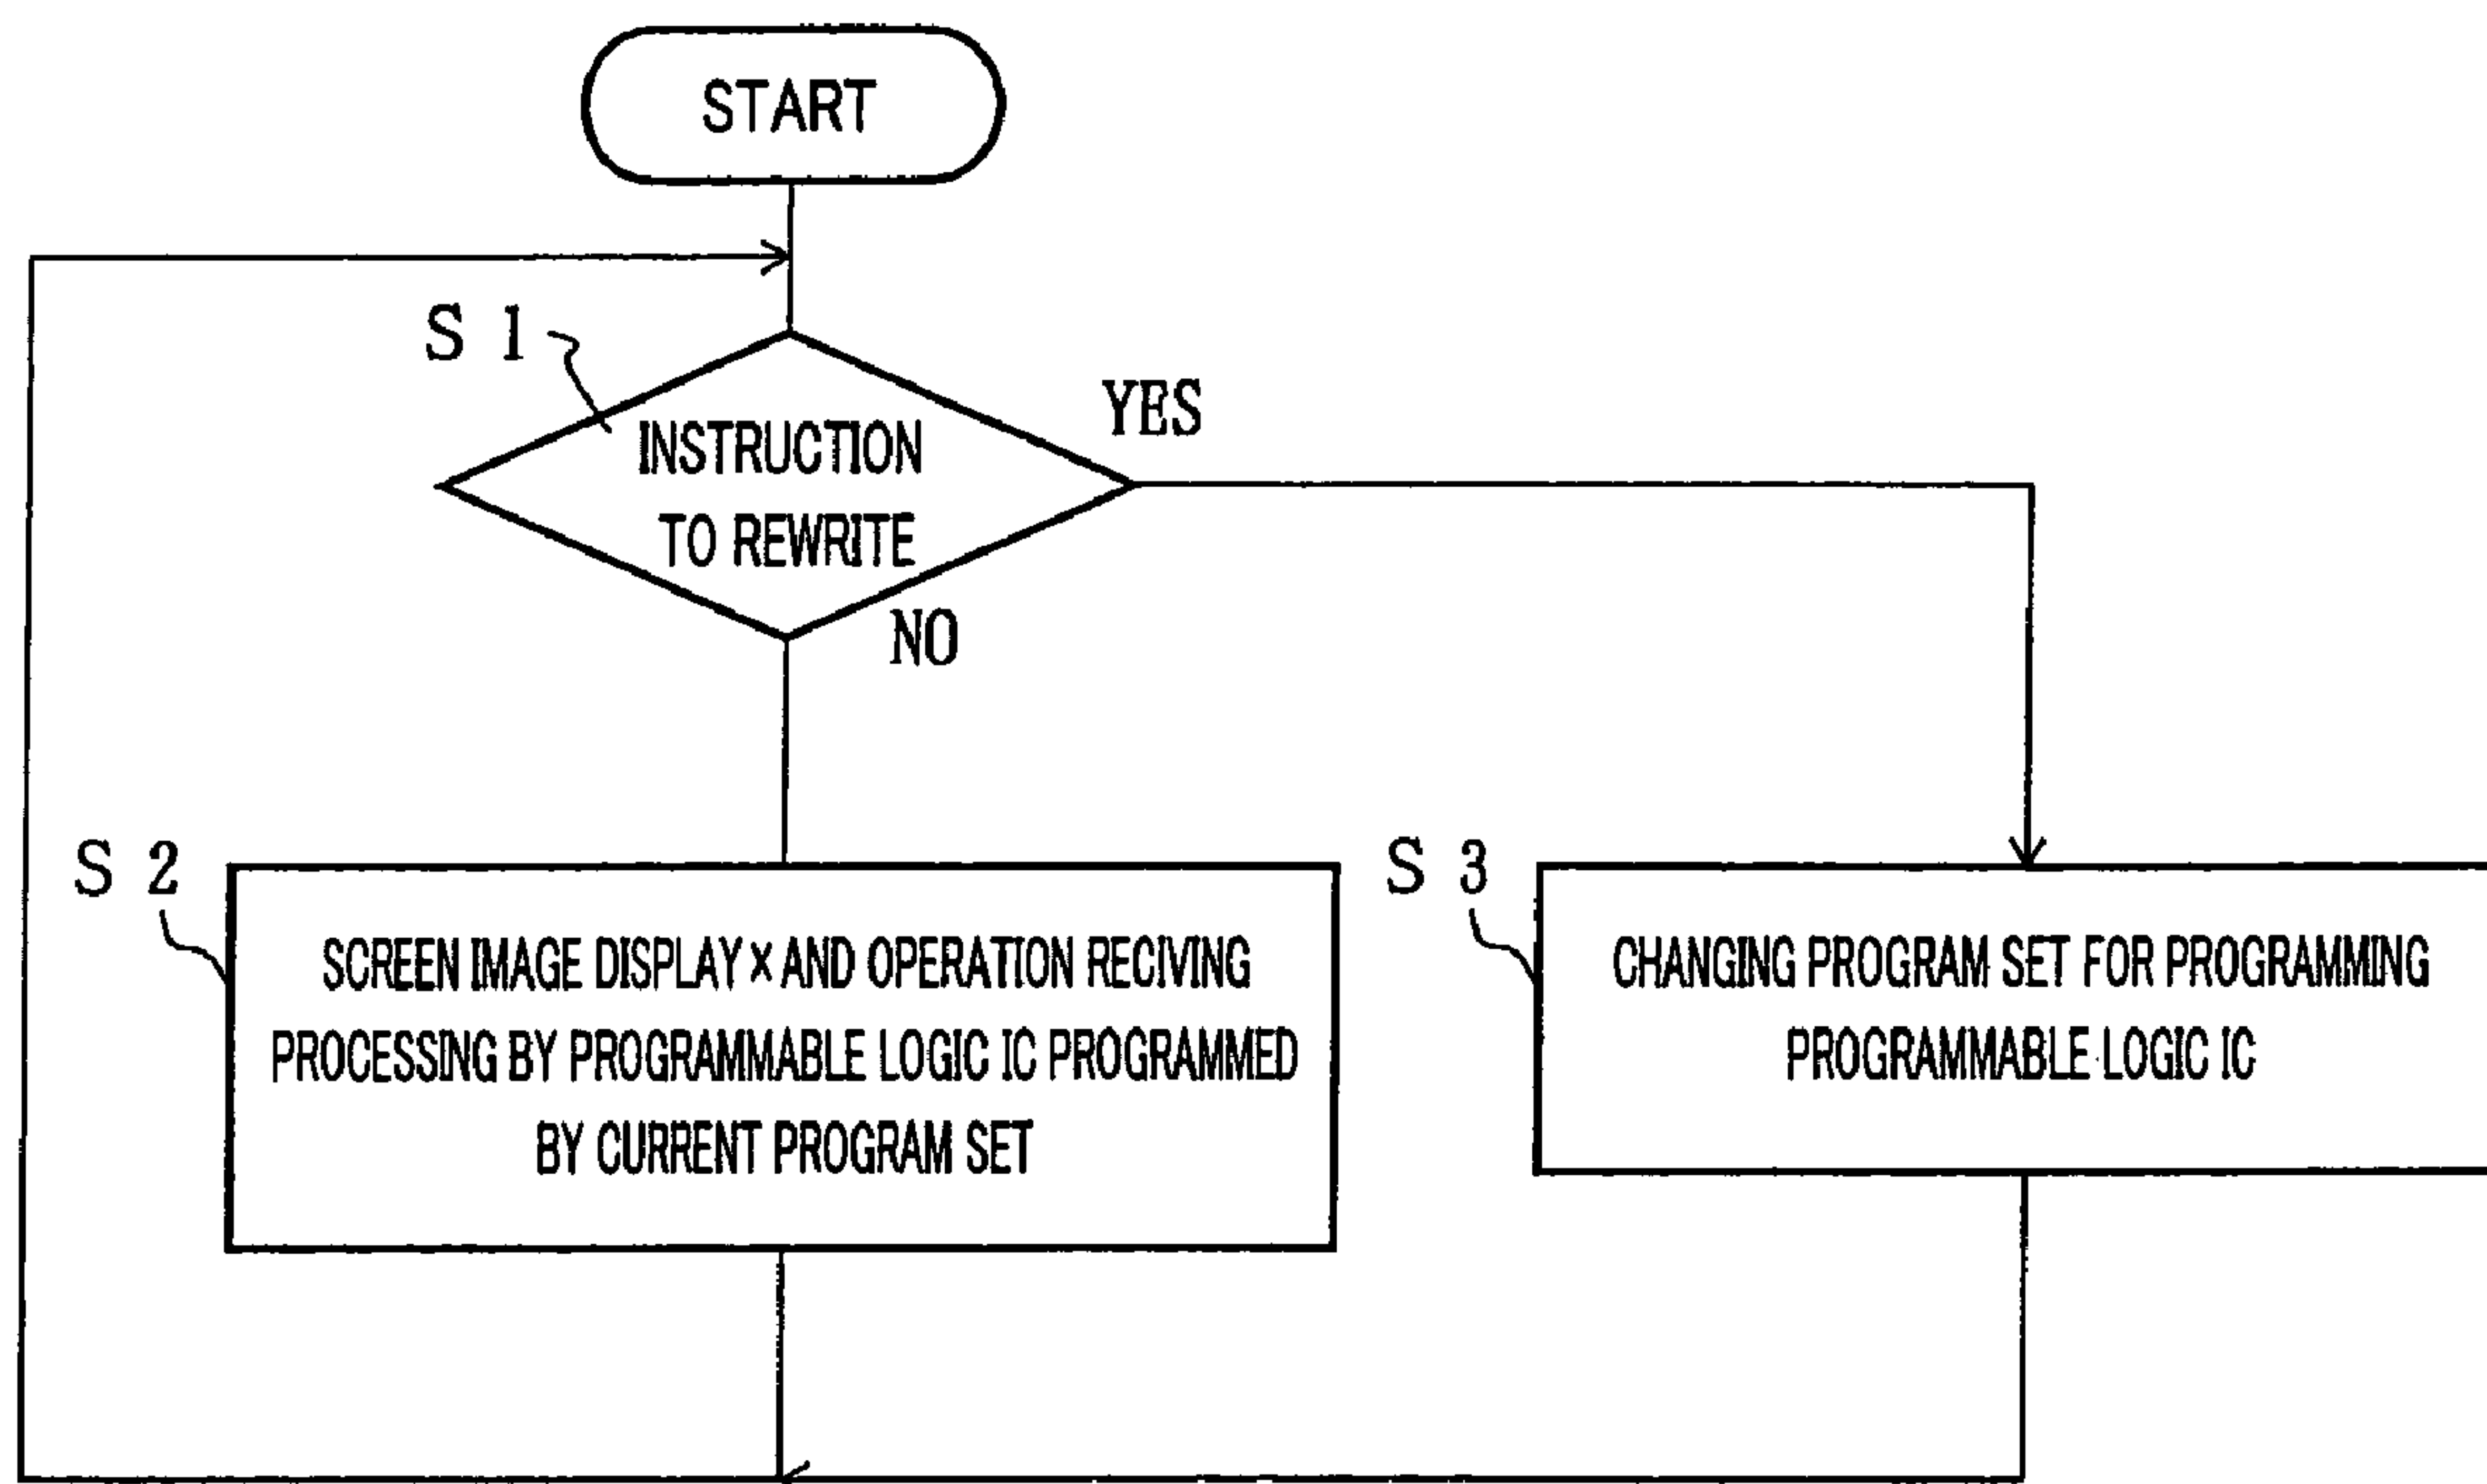 START
S 1
INSTRUCTION
TO REWRITE
YES
NO
S 2
SCREEN IMAGE DISPLAY x AND OPERATION RECIVING
PROCESSING BY PROGRAMMABLE LOGIC IC PROGRAMMED
BY CURRENT PROGRAM SET
S 3
CHANGING PROGRAM SET FOR PROGRAMMING
PROGRAMMABLE LOGIC IC